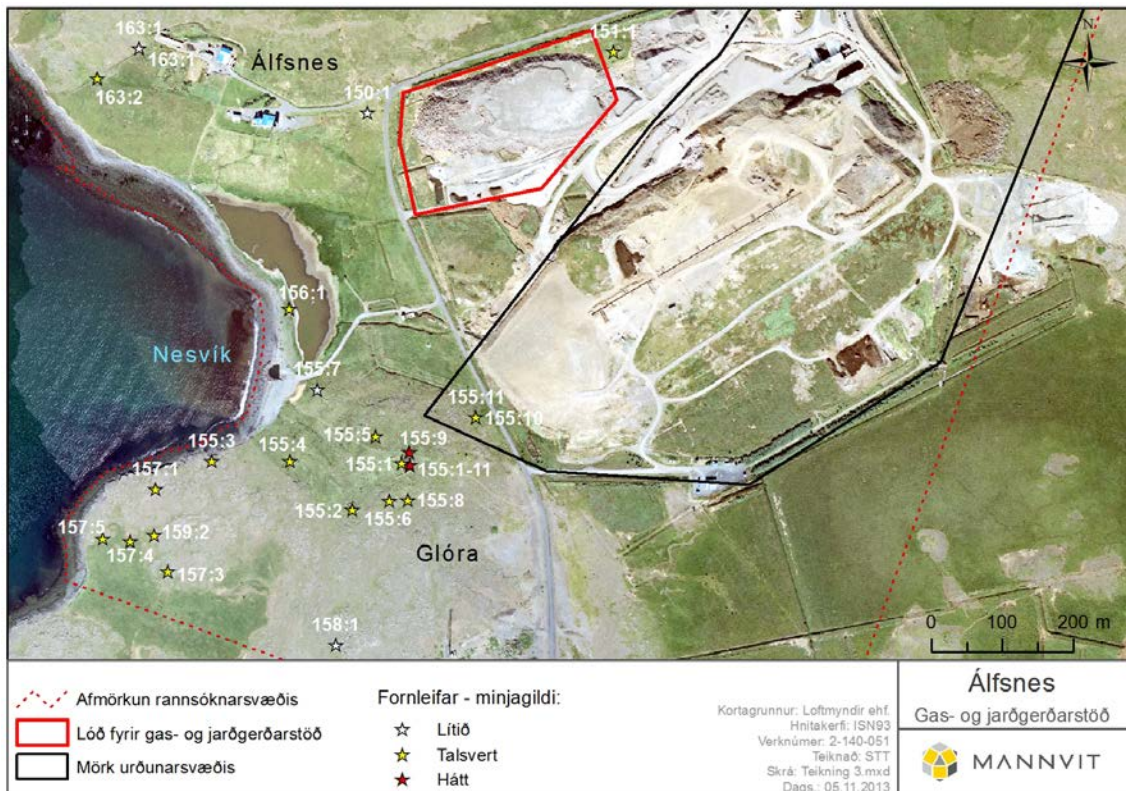 163:1
163:1
163:2
Álfsnes
150:1
151:1
N
156:1
Nesvík
155:7
155:11
155:10
155:5
155:9
155:3
155:4
155:1
155:1-11
157:1
155:2
155:6
155:8
157:5
159:2
157:4
157:3
Glóra
158:1
0 100 200 m
Afmörkun rannsóknarsvæðis
Lóð fyrir gas- og jarðgerðarstöð
Mörk urðunarsvæðis
Fornleifar - minjagildi:
Lítið
Talsvert
Hátt
Kortagrunnur: Loftmyndir ehf.
Hnitakerfi: ISN93
Verknúmer: 2-140-051
Teiknað: STT
Skrá: Teikning 3.mxd
Dags.: 05.11.2013
Álfsnes
Gas- og jarðgerðarstöð
MANNVIT